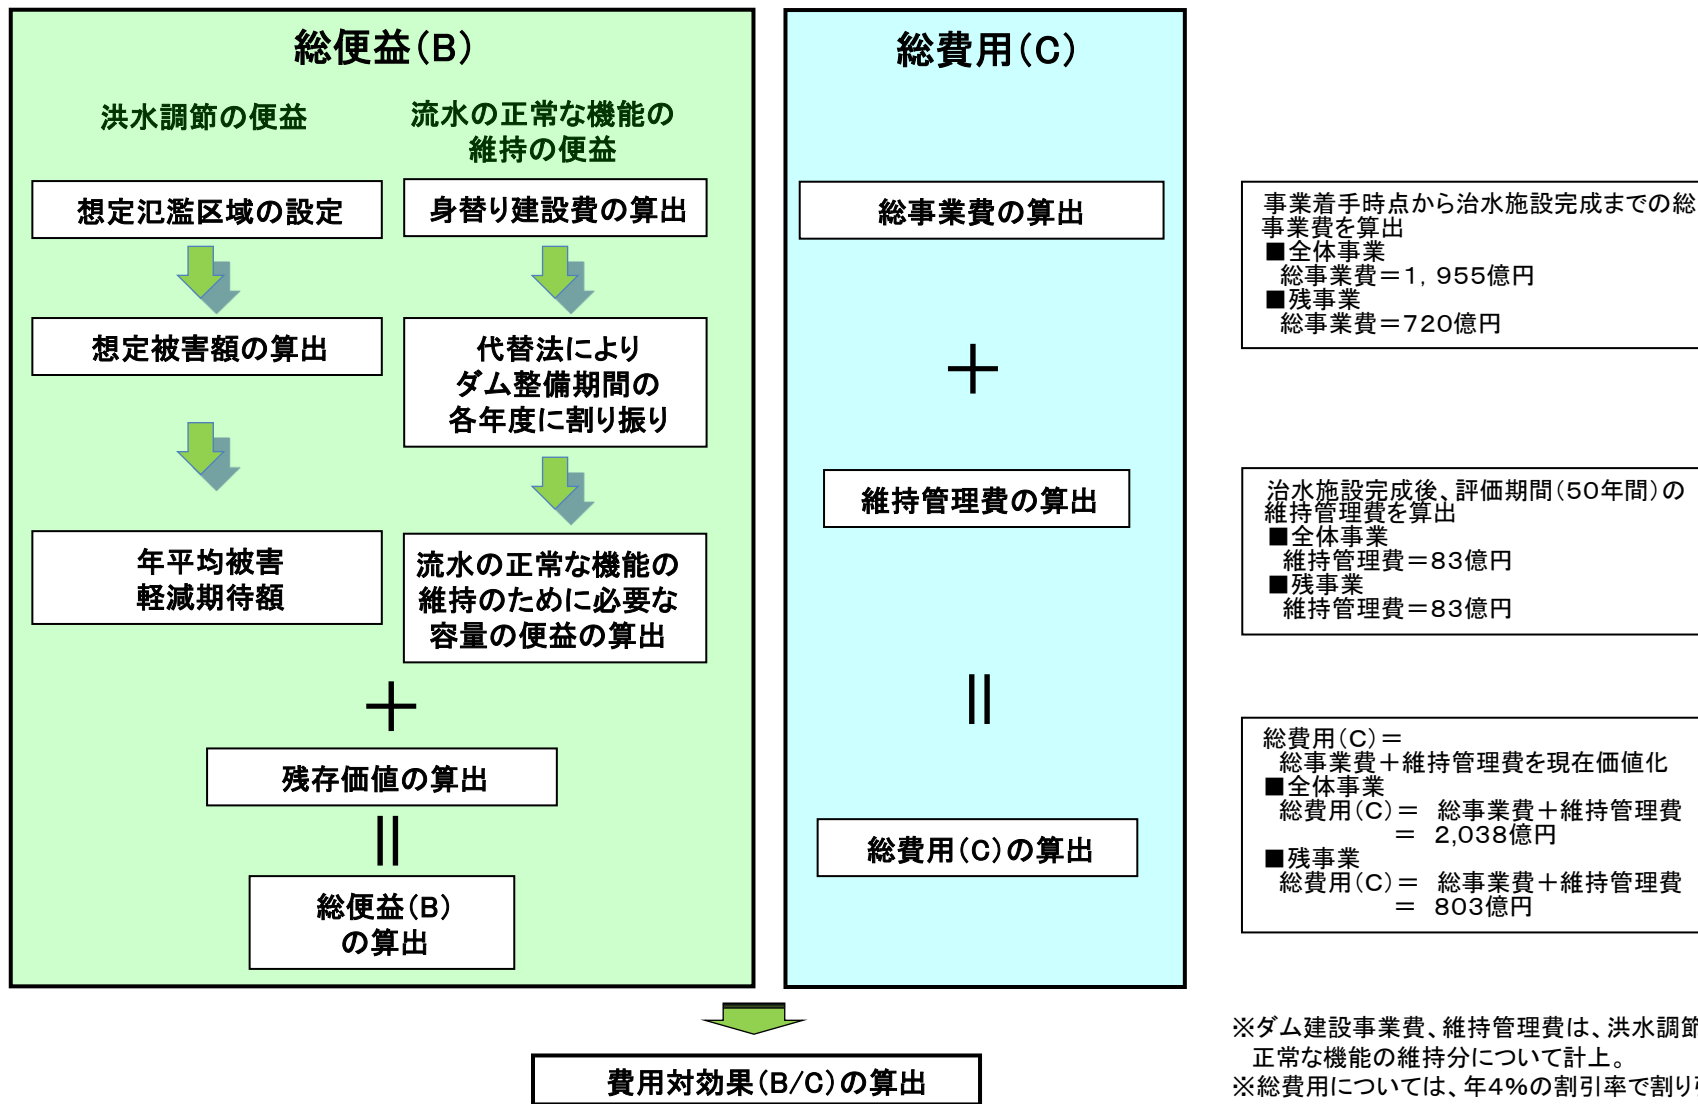 総便益（B）
洪水調節の便益
流水の正常な機能の
維持の便益
想定氾濫区域の設定
身替り建設費の算出
想定被害額の算出
代替法により
ダム整備期間の
各年度に割り振り
年平均被害
軽減期待額
流水の正常な機能の
維持のために必要な
容量の便益の算出
＋
残存価値の算出
＝
総便益（B）
の算出
総費用（C）
総事業費の算出
＋
維持管理費の算出
＝
総費用（C）の算出
事業着手時点から治水施設完成までの総
事業費を算出
■全体事業
総事業費＝1，955億円
■残事業
総事業費＝720億円
治水施設完成後、評価期間（50年間）の
維持管理費を算出
■全体事業
維持管理費＝83億円
■残事業
維持管理費＝83億円
総費用（C）＝
総事業費＋維持管理費を現在価値化
■全体事業
総費用（C）＝ 総事業費＋維持管理費
＝ 2,038億円
■残事業
総費用（C）＝ 総事業費＋維持管理費
＝ 803億円
※ダム建設事業費、維持管理費は、洪水調節
正常な機能の維持分について計上。
※総費用については、年4%の割引率で割り
費用対効果（B/C）の算出